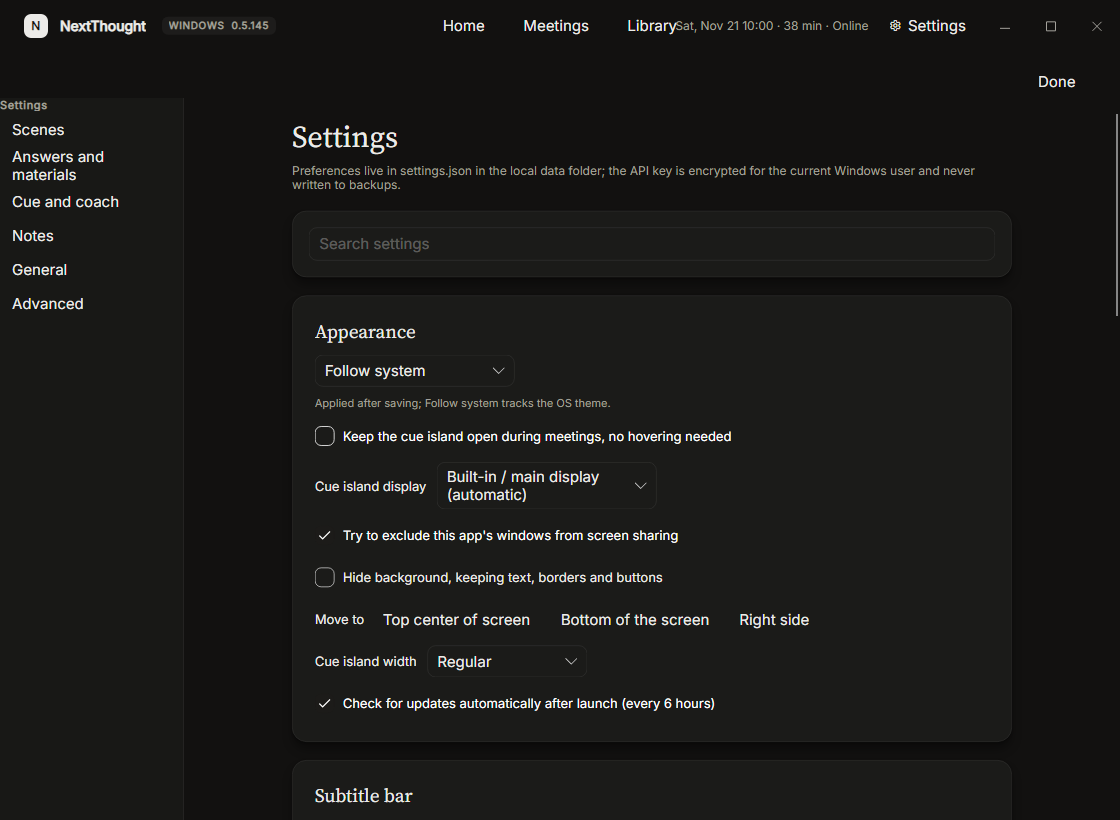 N NextThought WINDOWS 0.5.145 Home Meetings Library Sat, Nov 21 10:00 · 38 min · Online Settings
Done
Settings
Scenes
Answers and
materials
Cue and coach
Notes
General
Advanced
Settings
Preferences live in settings.json in the local data folder; the API key is encrypted for the current Windows user and never
written to backups.
Search settings
Appearance
Follow system
Applied after saving; Follow system tracks the OS theme.
Keep the cue island open during meetings, no hovering needed
Cue island display
Built-in / main display
(automatic)
Try to exclude this app's windows from screen sharing
Hide background, keeping text, borders and buttons
Move to Top center of screen Bottom of the screen Right side
Cue island width Regular
Check for updates automatically after launch (every 6 hours)
Subtitle bar